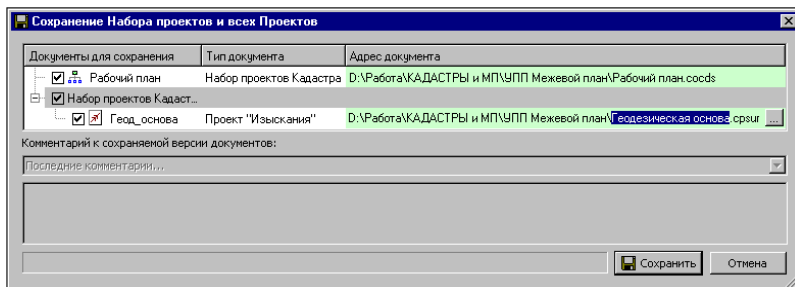 Сохранение Набора проектов и всех Проектов
Документы для сохранения Тип документа Адрес документа
Рабочий план Набор проектов Кадастра D:\Работа\КАДАСТРЫ и МП\УПП Межевой план\Рабочий план.cocds
Набор проектов Кадаст...
Геод_основа Проект "Изыскания" D:\Работа\КАДАСТРЫ и МП\УПП Межевой план\Геодезическая основа.cpsur ...
Комментарий к сохраняемой версии документов:
Последние комментарии...
Сохранить Отмена